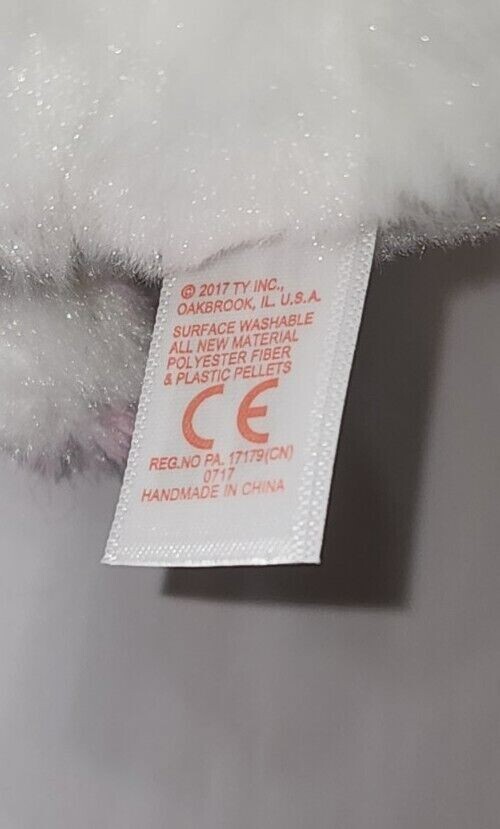 © 2017 TY INC.,
OAKBROOK, IL. U.S.A.
SURFACE WASHABLE
ALL NEW MATERIAL
POLYESTER FIBER
& PLASTIC PELLETS
CE
REG.NO PA. 17179(CN)
0717
HANDMADE IN CHINA